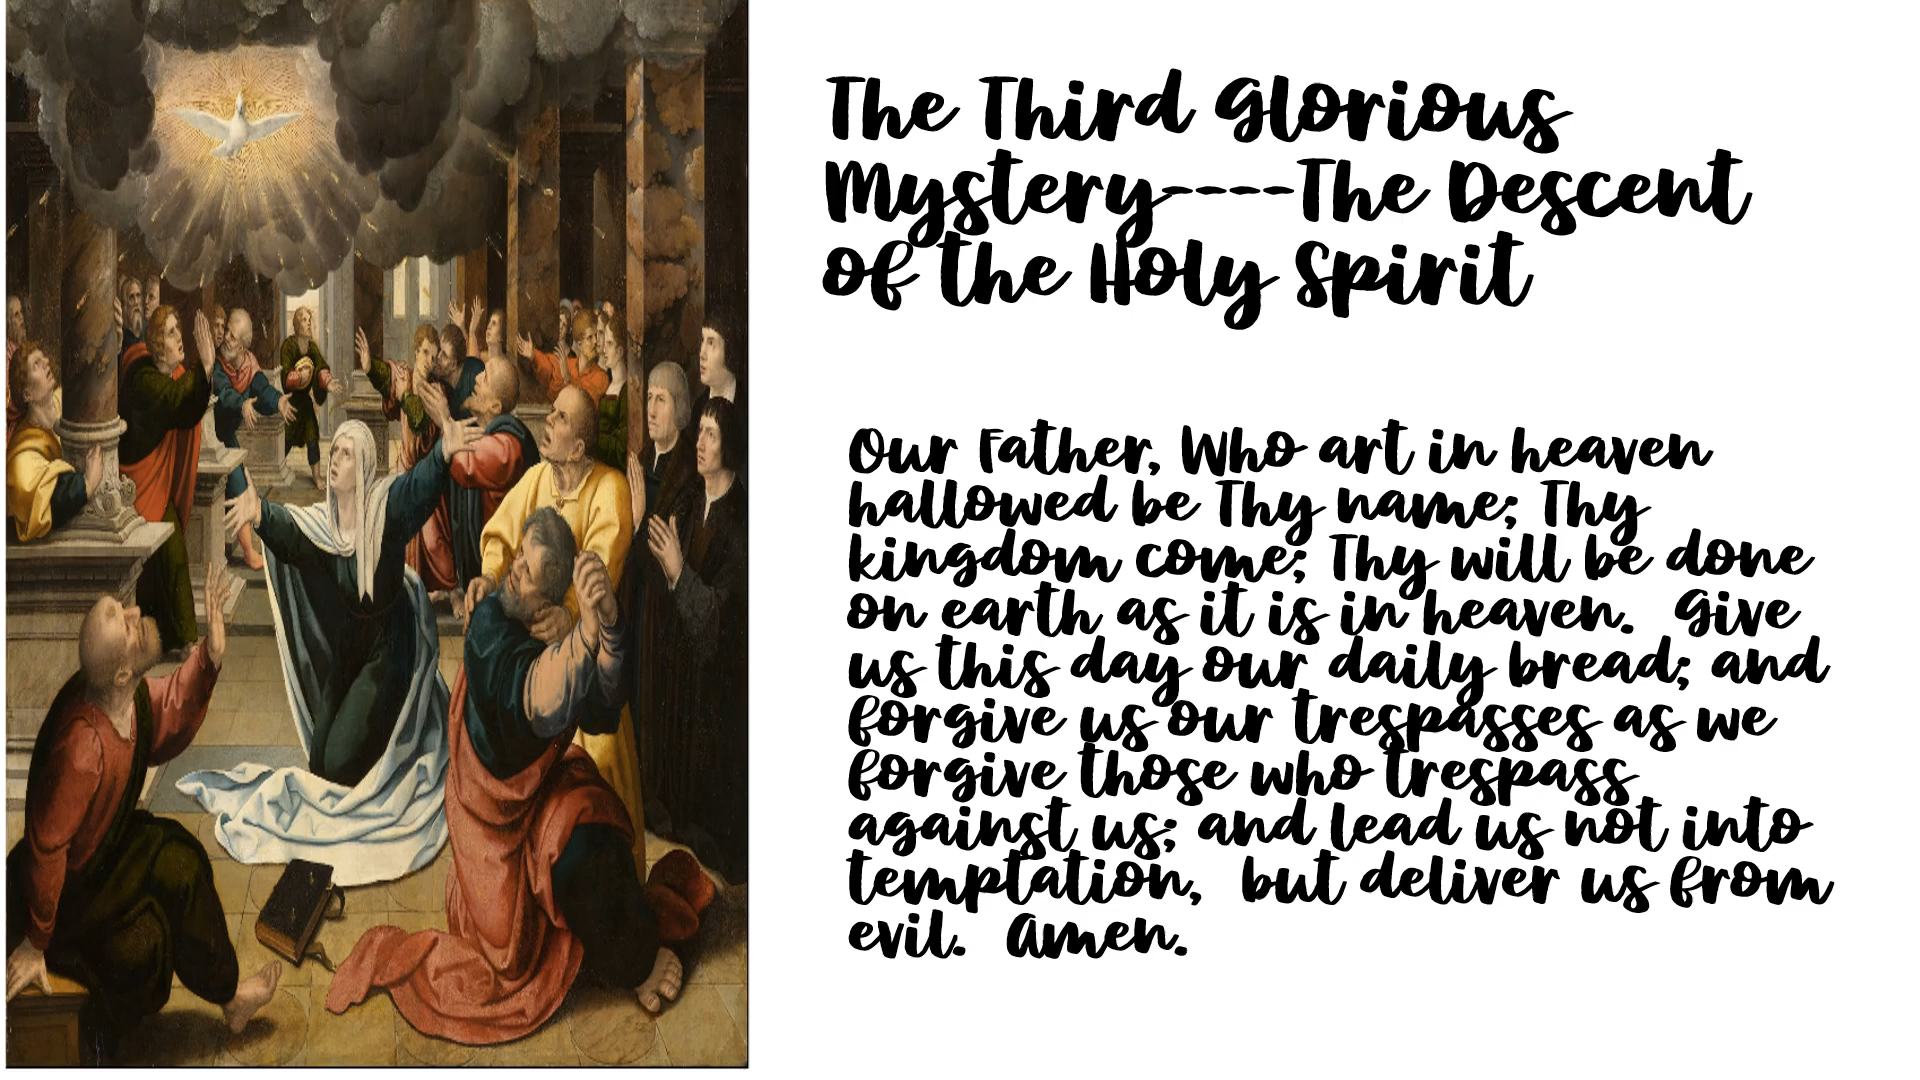 The Third Glorious
Mystery----The Descent
of the Holy Spirit
Our Father, Who art in heaven
hallowed be Thy name; Thy
kingdom come; Thy will be done
on earth as it is in heaven.  Give
us this day our daily bread; and
forgive us our trespasses as we
forgive those who trespass
against us; and lead us not into
temptation,  but deliver us from
evil.  Amen.